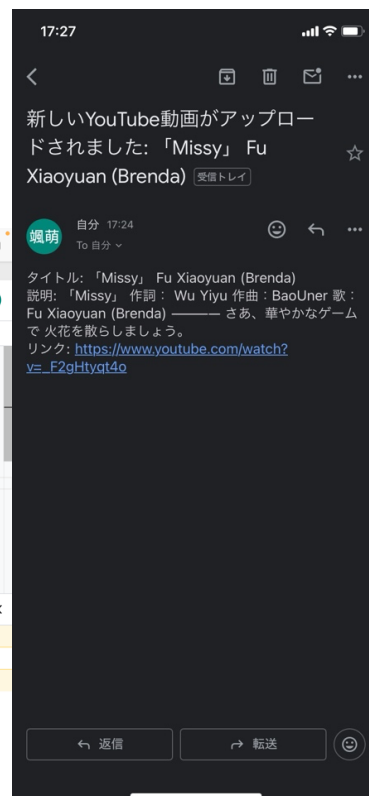 17:27
新しいYouTube動画がアップロー
ドされました: 「Missy」 Fu
Xiaoyuan (Brenda) 受信トレイ
颯萌
自分 17:24
To 自分
タイトル: 「Missy」 Fu Xiaoyuan (Brenda)
説明: 「Missy」 作詞： Wu Yiyu 作曲：BaoUner 歌：
Fu Xiaoyuan (Brenda) ———— さあ、華やかなゲーム
で 火花を散らしましょう。
リンク: https://www.youtube.com/watch?
v=_F2gHtyqt4o
返信
転送